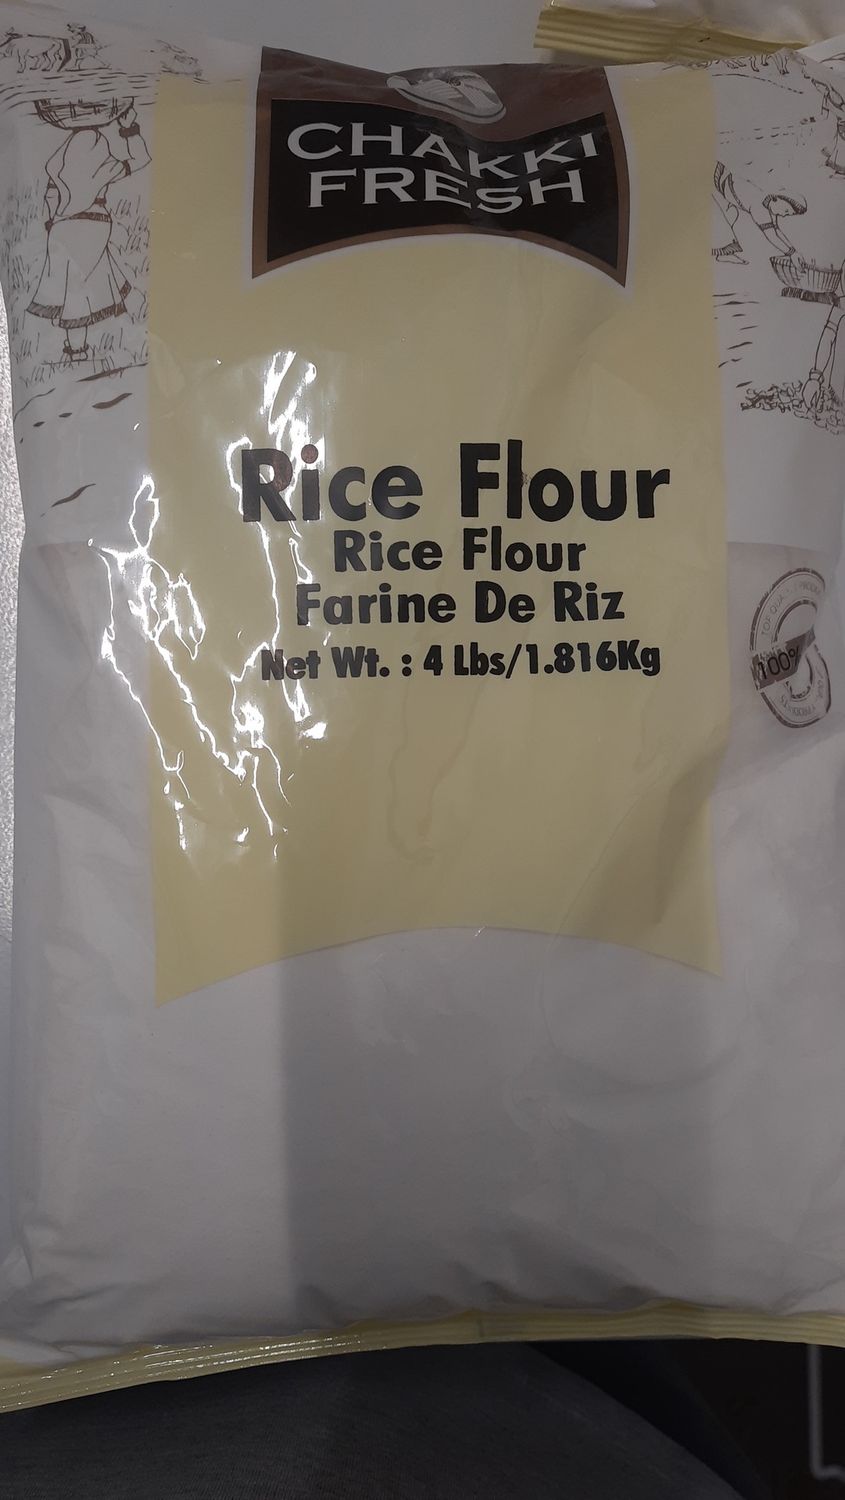 CHAKKI
FRESH
Rice Flour
Rice Flour
Farine De Riz
Net Wt. : 4 Lbs/1.816Kg
100%